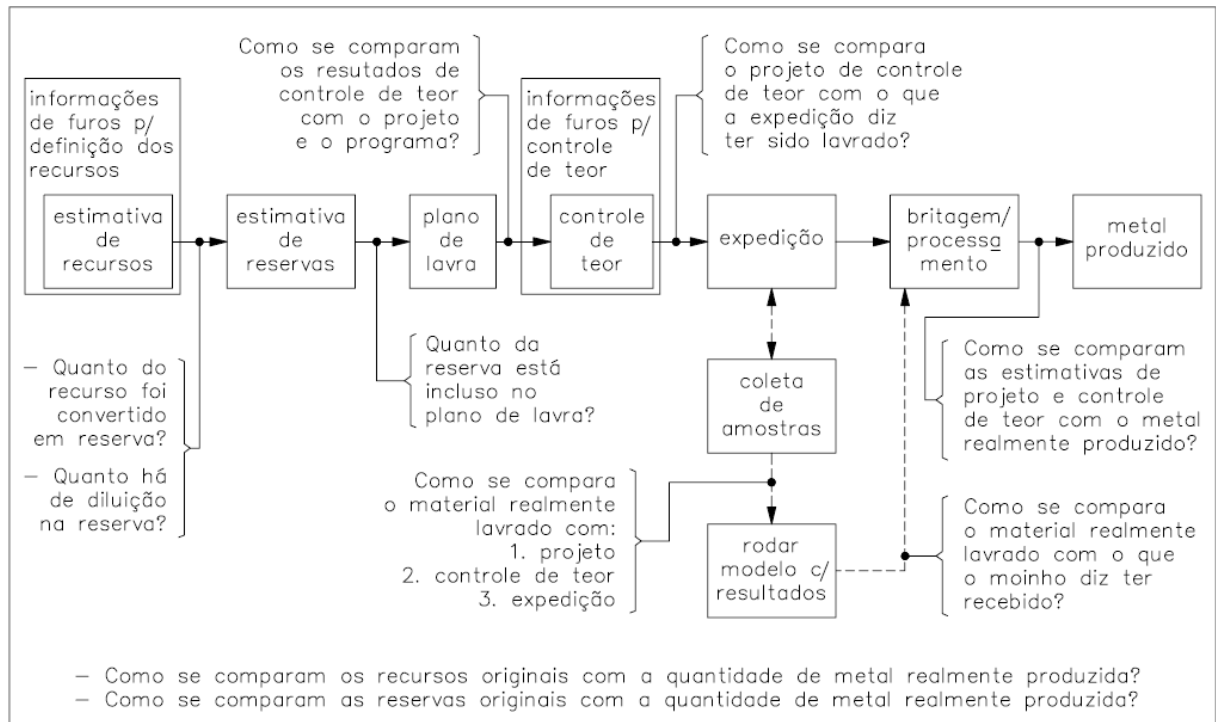 Como se comparam
os resutados de
controle de teor
com o projeto
e o programa?
Como se compara
o projeto de controle
de teor com o que
a expedição diz
ter sido lavrado?
informações
de furos p/
definição dos
recursos
estimativa
de
recursos
estimativa
de
reservas
plano
de
lavra
informações
de furos p/
controle
de teor
controle
de
teor
expedição
britagem/
processa
mento
metal
produzido
– Quanto do
recurso foi
convertido
em reserva?
– Quanto há
de diluição
na reserva?
Quanto da
reserva está
incluso no
plano de lavra?
coleta
de
amostras
Como se comparam
as estimativas de
projeto e controle
de teor com o metal
realmente produzido?
Como se compara
o material realmente
lavrado com:
1. projeto
2. controle de teor
3. expedição
rodar
modelo c/
resultados
Como se compara
o material realmente
lavrado com o que
o moinho diz ter
recebido?
– Como se comparam os recursos originais com a quantidade de metal realmente produzida?
– Como se comparam as reservas originais com a quantidade de metal realmente produzida?